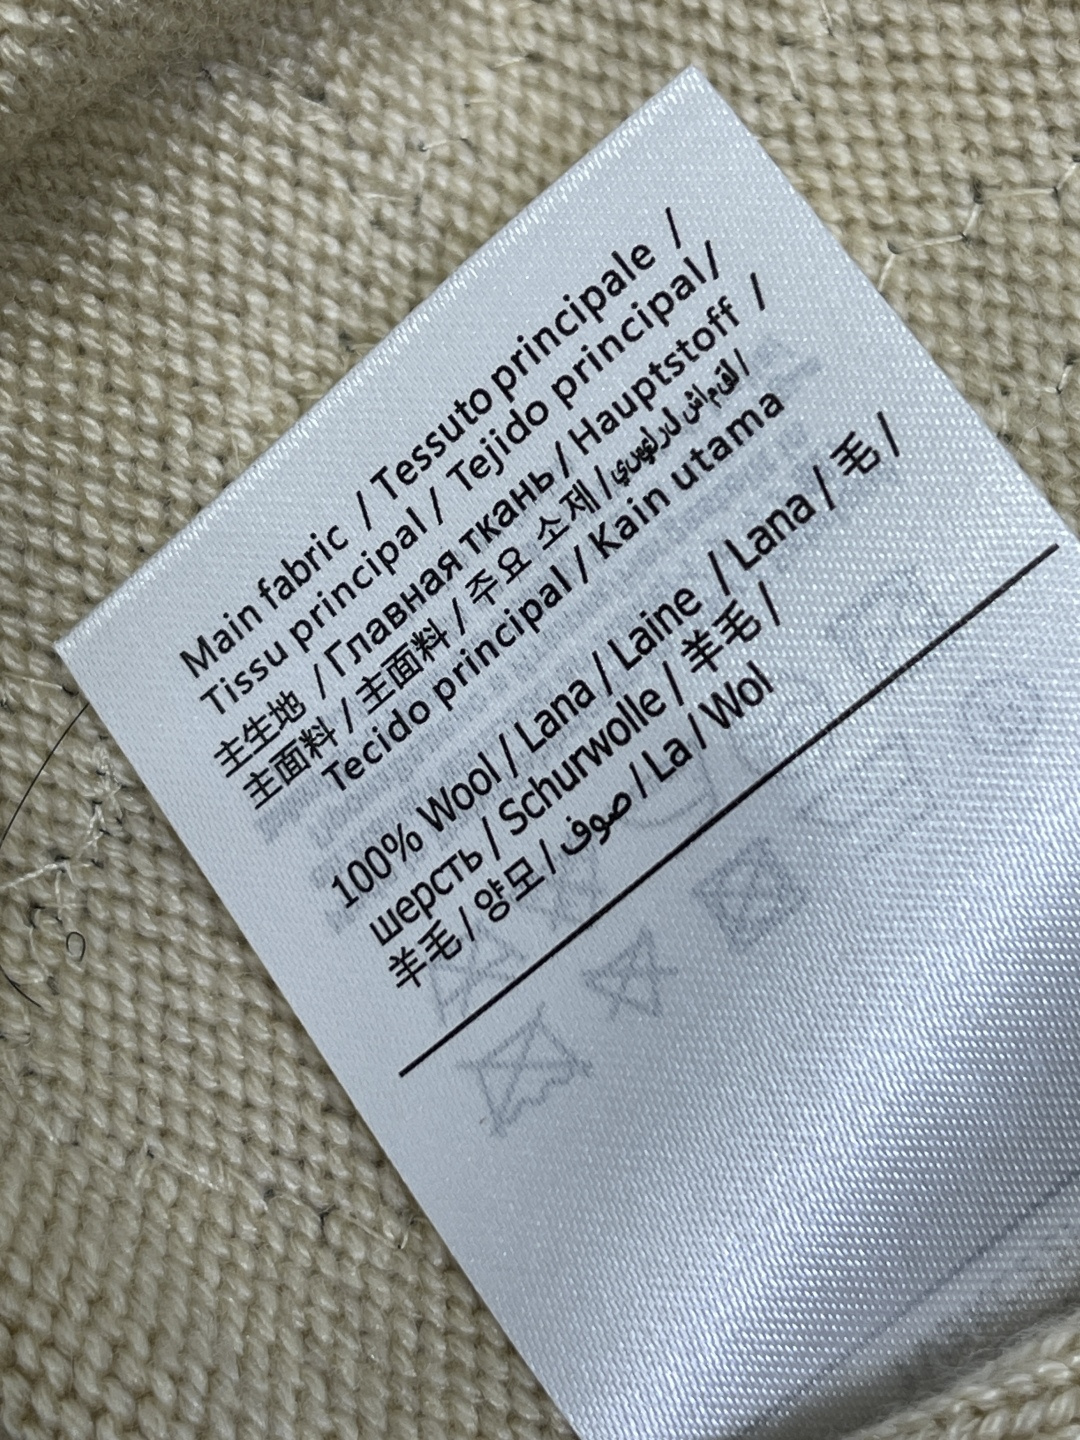 Main fabric / Tessuto principale /
Tissu principal / Tejido principal /
主生地 / Главная ткань / Hauptstoff /
主面料 / 主面料 / 주요 소제 /
Tecido principal / Kain utama
100% Wool / Lana / Laine / Lana / 毛 /
шерсть / Schurwolle / 羊毛 /
羊毛 / 양모 / صوف / La / Wol